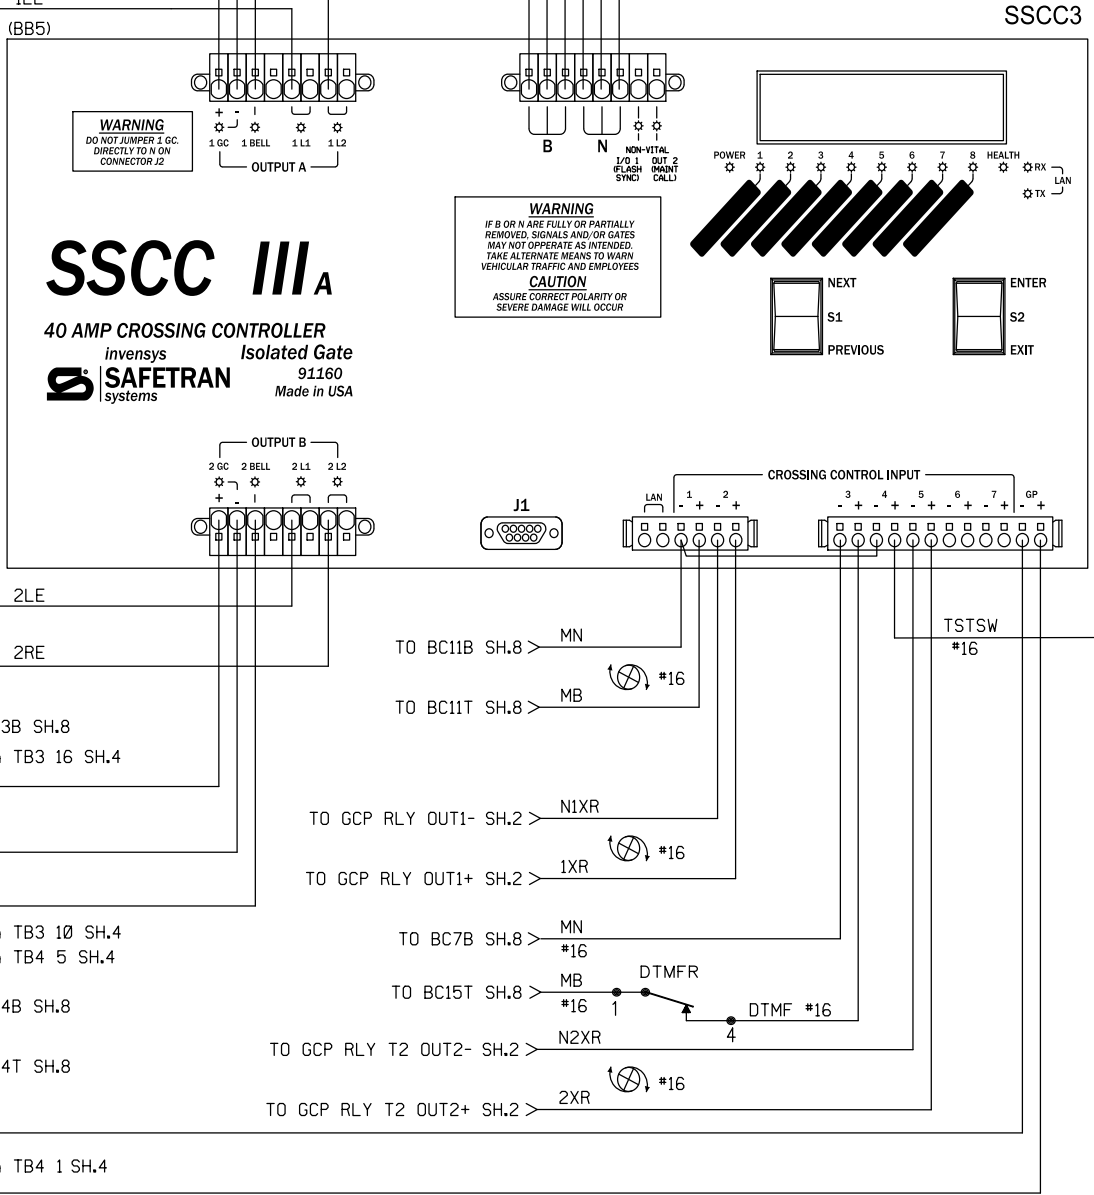 SSCC3
(BB5)
+ -
1 GC 1 BELL 1 L1 1 L2
OUTPUT A
WARNING
DO NOT JUMPER 1 GC.
DIRECTLY TO N ON
CONNECTOR J2
B N
NON-VITAL
I/O 1 OUT 2
(FLASH (MAINT
SYNC) CALL)
POWER 1 2 3 4 5 6 7 8 HEALTH
RX
LAN
TX
WARNING
IF B OR N ARE FULLY OR PARTIALLY
REMOVED, SIGNALS AND/OR GATES
MAY NOT OPPERATE AS INTENDED.
TAKE ALTERNATE MEANS TO WARN
VEHICULAR TRAFFIC AND EMPLOYEES
CAUTION
ASSURE CORRECT POLARITY OR
SEVERE DAMAGE WILL OCCUR
NEXT
S1
PREVIOUS
ENTER
S2
EXIT
SSCC III A
40 AMP CROSSING CONTROLLER
invensys
SAFETRAN
systems
Isolated Gate
91160
Made in USA
OUTPUT B
2 GC 2 BELL 2 L1 2 L2
+ -
J1
CROSSING CONTROL INPUT
LAN 1 2 3 4 5 6 7 GP
- + - + - + - + - + - + - + - +
2LE
2RE
3B SH.8
TB3 16 SH.4
TB3 10 SH.4
TB4 5 SH.4
4B SH.8
4T SH.8
TB4 1 SH.4
TSTSW
#16
TO BC11B SH.8 > MN
#16
TO BC11T SH.8 > MB
TO GCP RLY OUT1- SH.2 > N1XR
#16
TO GCP RLY OUT1+ SH.2 > 1XR
TO BC7B SH.8 > MN
#16
TO BC15T SH.8 > MB
#16
DTMFR
1
4
DTMF #16
TO GCP RLY T2 OUT2- SH.2 > N2XR
#16
TO GCP RLY T2 OUT2+ SH.2 > 2XR